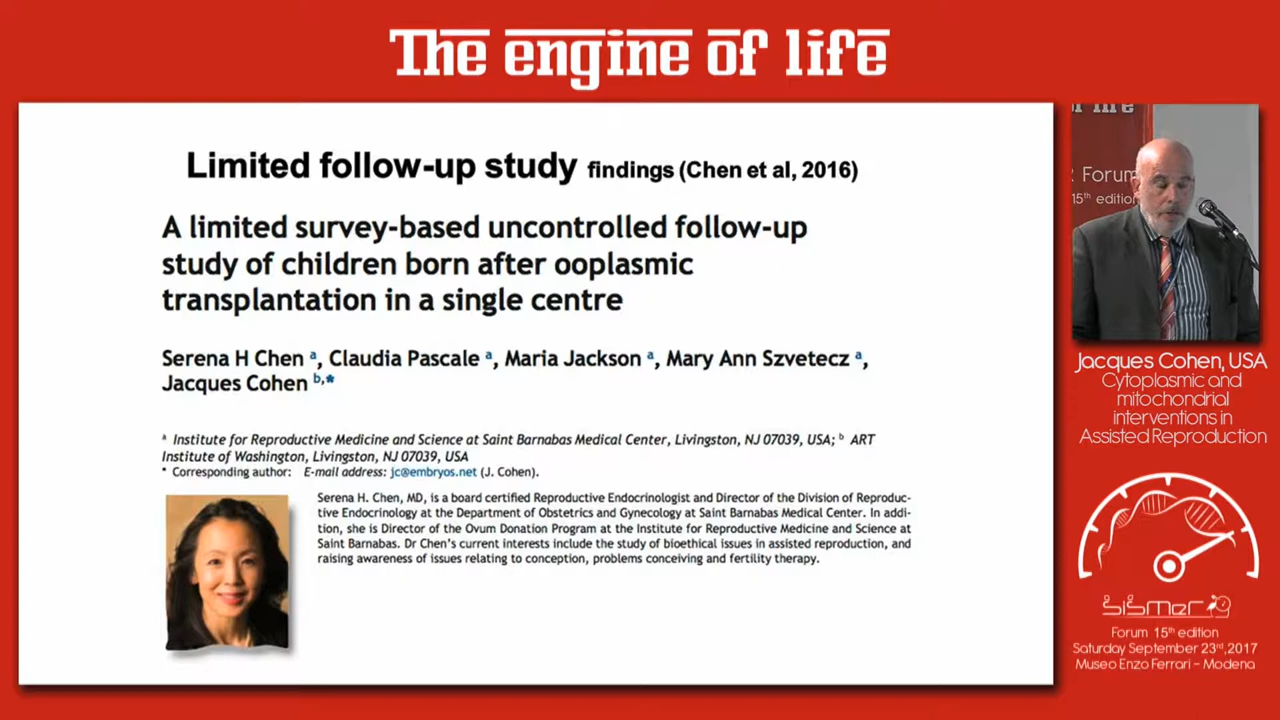 The engine of life
Limited follow-up study findings (Chen et al, 2016)
A limited survey-based uncontrolled follow-up
study of children born after ooplasmic
transplantation in a single centre
Serena H Chen a, Claudia Pascale a, Maria Jackson a, Mary Ann Szvetecz a,
Jacques Cohen b,*
a Institute for Reproductive Medicine and Science at Saint Barnabas Medical Center, Livingston, NJ 07039, USA; b ART
Institute of Washington, Livingston, NJ 07039, USA
* Corresponding author: E-mail address: jc@embryos.net (J. Cohen).
Serena H. Chen, MD, is a board certified Reproductive Endocrinologist and Director of the Division of Reproduc-
tive Endocrinology at the Department of Obstetrics and Gynecology at Saint Barnabas Medical Center. In addi-
tion, she is Director of the Ovum Donation Program at the Institute for Reproductive Medicine and Science at
Saint Barnabas. Dr Chen's current interests include the study of bioethical issues in assisted reproduction, and
raising awareness of issues relating to conception, problems conceiving and fertility therapy.
of life
R Forum
15th edition
Jacques Cohen, USA
Cytoplasmic and
mitochondrial
interventions in
Assisted Reproduction
SISMER
Forum 15th edition
Saturday September 23rd,2017
Museo Enzo Ferrari - Modena